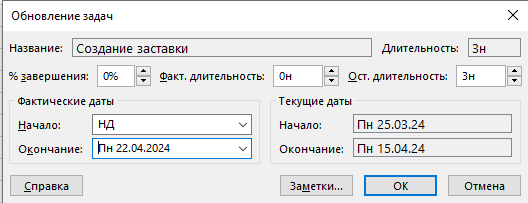 Обновление задач
Название: Создание заставки Длительность: 3н
% завершения: 0% Факт. длительность: 0н Ост. длительность: 3н
Фактические даты Текущие даты
Начало: НД Начало: Пн 25.03.24
Окончание: Пн 22.04.2024 Окончание: Пн 15.04.24
Справка Заметки... ОК Отмена